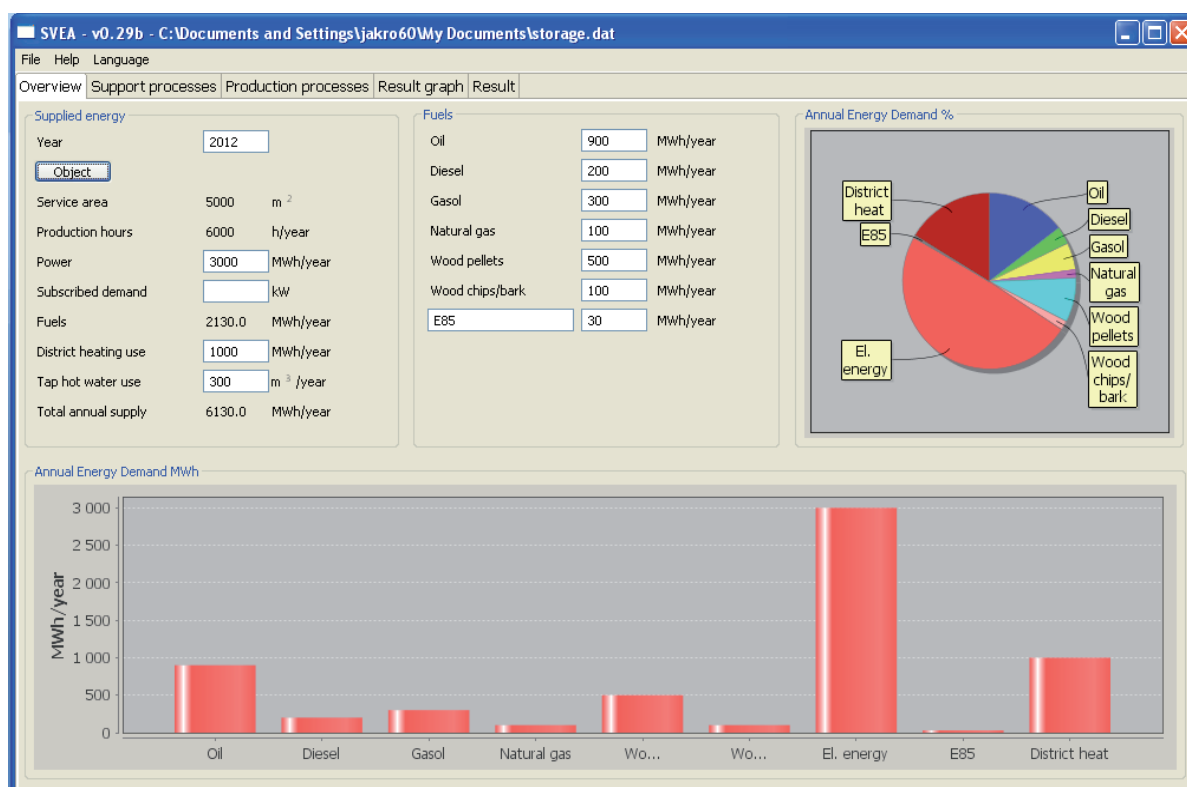 SVEA - v0.29b - C:\Documents and Settings\jakro60\My Documents\storage.dat
File Help Language
Overview Support processes Production processes Result graph Result
Supplied energy
Year 2012
Object
Service area 5000 m 2
Production hours 6000 h/year
Power 3000 MWh/year
Subscribed demand kW
Fuels 2130.0 MWh/year
District heating use 1000 MWh/year
Tap hot water use 300 m 3 /year
Total annual supply 6130.0 MWh/year
Fuels
Oil 900 MWh/year
Diesel 200 MWh/year
Gasol 300 MWh/year
Natural gas 100 MWh/year
Wood pellets 500 MWh/year
Wood chips/bark 100 MWh/year
E85 30 MWh/year
Annual Energy Demand %
District
heat
E85
El.
energy
Oil
Diesel
Gasol
Natural
gas
Wood
pellets
Wood
chips/
bark
Annual Energy Demand MWh
MWh/year
3 000
2 500
2 000
1 500
1 000
500
0
Oil Diesel Gasol Natural gas Wo... Wo... El. energy E85 District heat